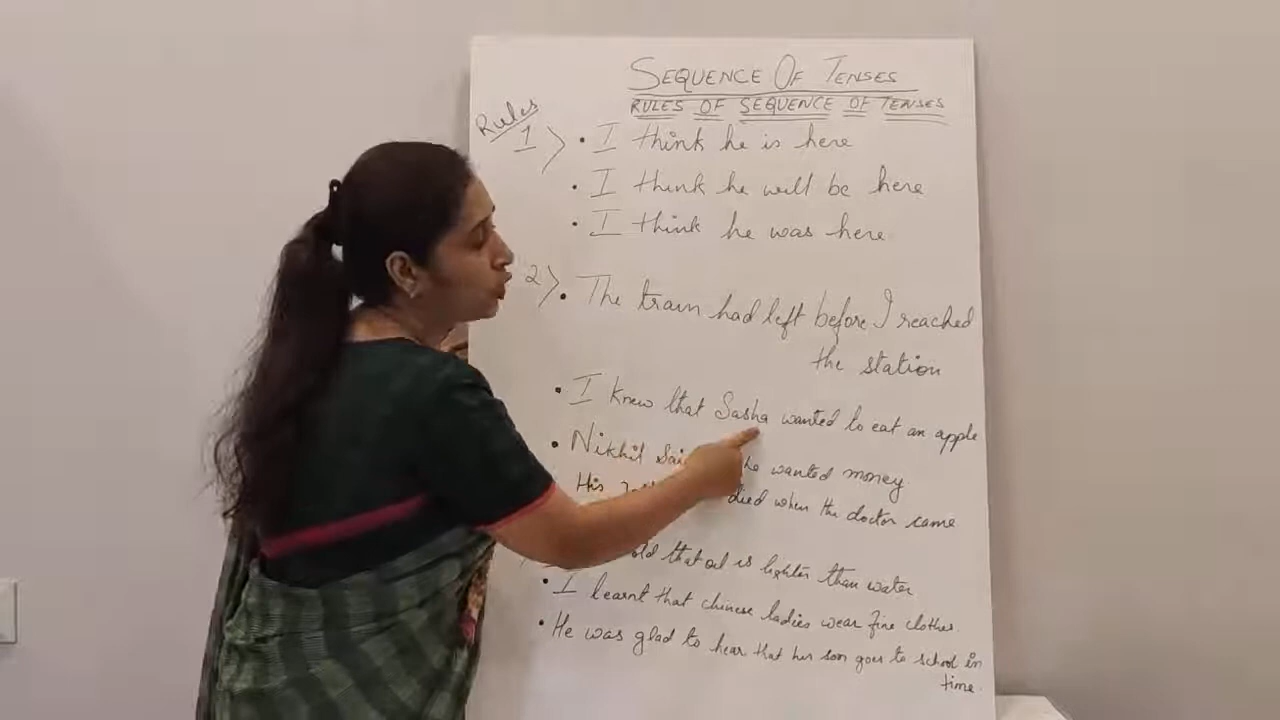 SEQUENCE OF TENSES
RULES OF SEQUENCE OF TENSES
Rules
1> • I think he is here
• I think he will be here
• I think he was here
2> • The train had left before I reached
the station
• I knew that Sasha wanted to eat an apple
• Nikhil he wanted money
His died when the doctor came
that oil is lighter than water
• I learnt that chinese ladies wear fine clothes.
• He was glad to hear that his son goes to school in
time.